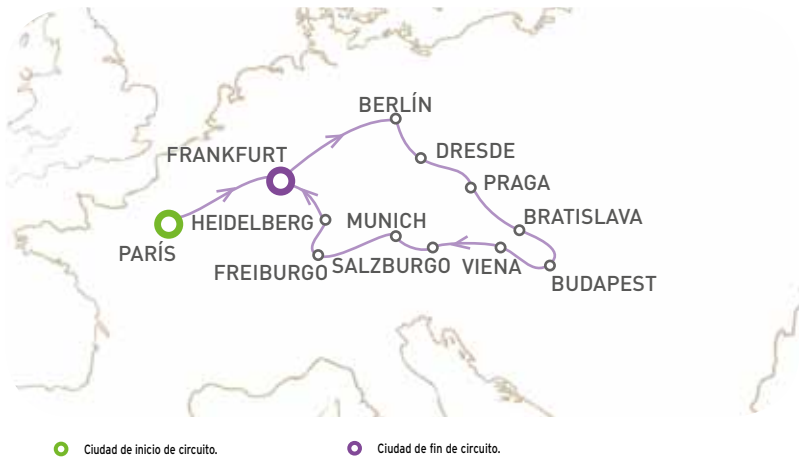 BERLÍN
DRESDE
FRANKFURT
PRAGA
HEIDELBERG
MUNICH
BRATISLAVA
PARÍS
FREIBURGO
SALZBURGO
VIENA
BUDAPEST
Ciudad de inicio de circuito.
Ciudad de fin de circuito.